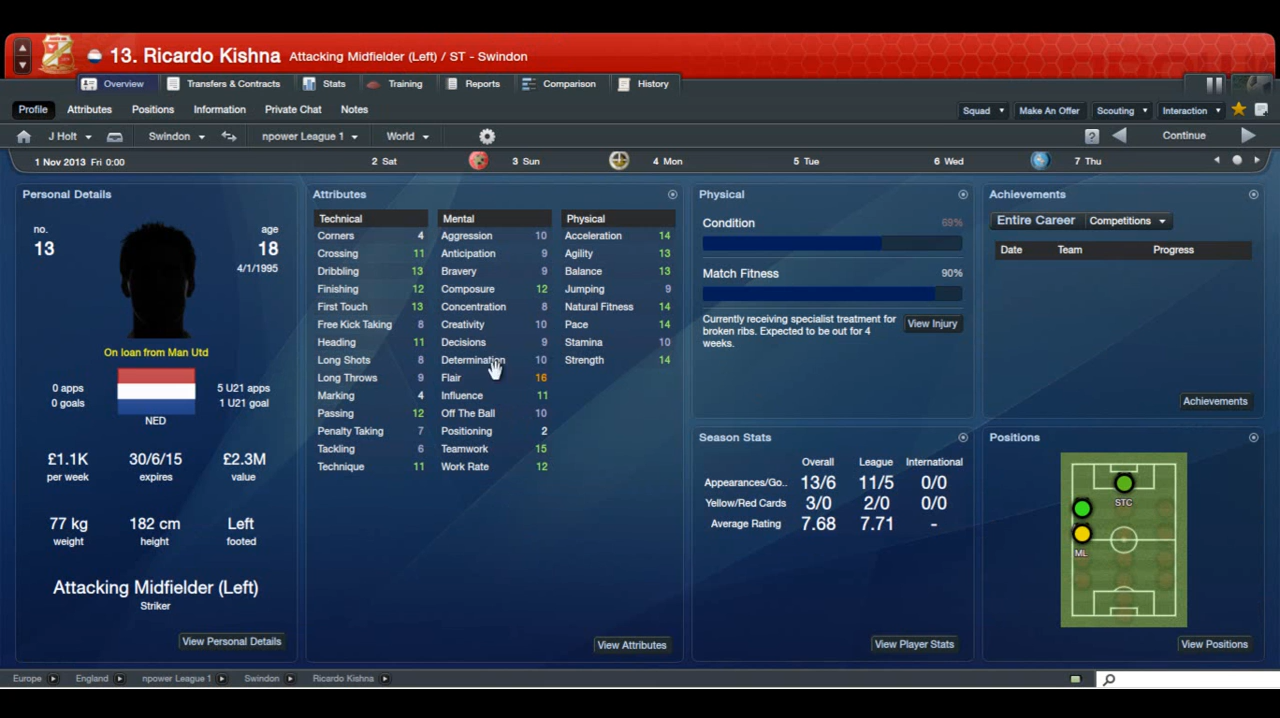 13. Ricardo Kishna Attacking Midfielder (Left) / ST - Swindon
Overview Transfers & Contracts Stats Training Reports Comparison History
Profile Attributes Positions Information Private Chat Notes Squad Make An Offer Scouting Interaction
J Holt Swindon npower League 1 World ? Continue
1 Nov 2013 Fri 0:00 2 Sat 3 Sun 4 Mon 5 Tue 6 Wed 7 Thu
Personal Details
no. age
13 18
4/1/1995
On loan from Man Utd
0 apps 5 U21 apps
0 goals 1 U21 goal
NED
£1.1K 30/6/15 £2.3M
per week expires value
77 kg 182 cm Left
weight height footed
Attacking Midfielder (Left)
Striker
View Personal Details
Attributes
Technical Mental Physical
Corners 4 Aggression 10 Acceleration 14
Crossing 11 Anticipation 9 Agility 13
Dribbling 13 Bravery 9 Balance 13
Finishing 12 Composure 12 Jumping 9
First Touch 13 Concentration 8 Natural Fitness 14
Free Kick Taking 8 Creativity 10 Pace 14
Heading 11 Decisions 9 Stamina 10
Long Shots 8 Determination 10 Strength 14
Long Throws 9 Flair 16
Marking 4 Influence 11
Passing 12 Off The Ball 10
Penalty Taking 7 Positioning 2
Tackling 6 Teamwork 15
Technique 11 Work Rate 12
View Attributes
Physical
Condition 69%
Match Fitness 90%
Currently receiving specialist treatment for
broken ribs. Expected to be out for 4
weeks.
View Injury
Achievements
Entire Career Competitions
Date Team Progress
Achievements
Season Stats
Overall League International
Appearances/Go.. 13/6 11/5 0/0
Yellow/Red Cards 3/0 2/0 0/0
Average Rating 7.68 7.71 -
View Player Stats
Positions
STC
ML
View Positions
Europe England npower League 1 Swindon Ricardo Kishna